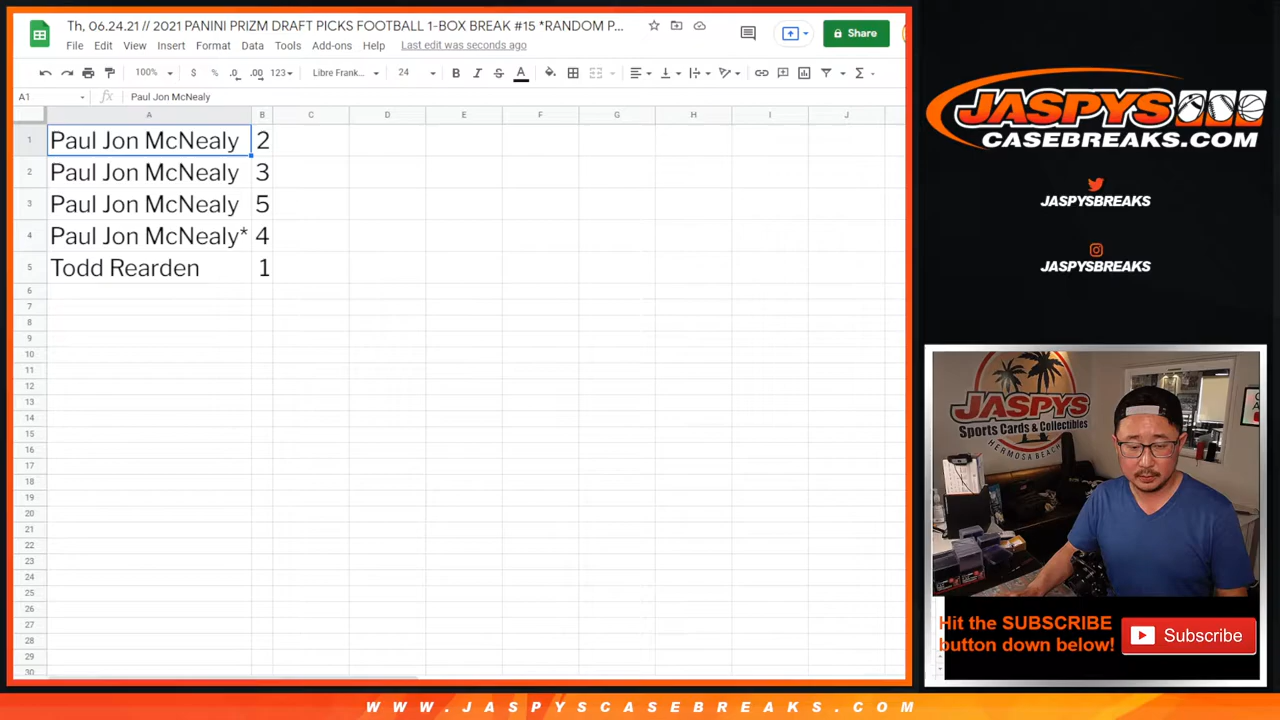 Th, 06.24.21 // 2021 PANINI PRIZM DRAFT PICKS FOOTBALL 1-BOX BREAK #15 *RANDOM P...
File Edit View Insert Format Data Tools Add-ons Help Last edit was seconds ago
Share
100% $ % .0 .00 123 Libre Frank... 24 B I S A
A1 fx Paul Jon McNealy
A B C D E F G H I J
1 Paul Jon McNealy 2
2 Paul Jon McNealy 3
3 Paul Jon McNealy 5
4 Paul Jon McNealy* 4
5 Todd Rearden 1
6
7
8
9
10
11
12
13
14
15
16
17
18
19
20
21
22
23
24
25
26
27
28
29
30
JASPYS
CASEBREAKS.COM
JASPYSBREAKS
JASPYSBREAKS
JASPYS
Sports Cards & Collectibles
HERMOSA BEACH
Hit the SUBSCRIBE
button down below!
Subscribe
WWW.JASPYSCASEBREAKS.COM